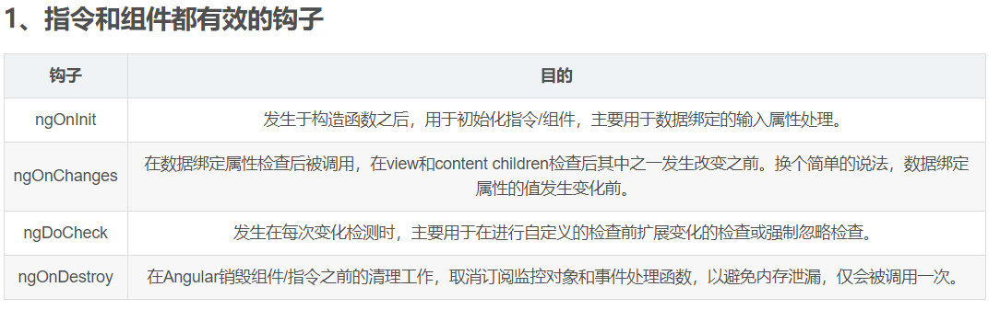 1、指令和组件都有效的钩子
钩子 目的
ngOnInit 发生于构造函数之后，用于初始化指令/组件，主要用于数据绑定的输入属性处理。
ngOnChanges 在数据绑定属性检查后被调用，在view和content children检查后其中之一发生改变之前。换个简单的说法，数据绑定
属性的值发生变化前。
ngDoCheck 发生在每次变化检测时，主要用于在进行自定义的检查前扩展变化的检查或强制忽略检查。
ngOnDestroy 在Angular销毁组件/指令之前的清理工作，取消订阅监控对象和事件处理函数，以避免内存泄漏，仅会被调用一次。